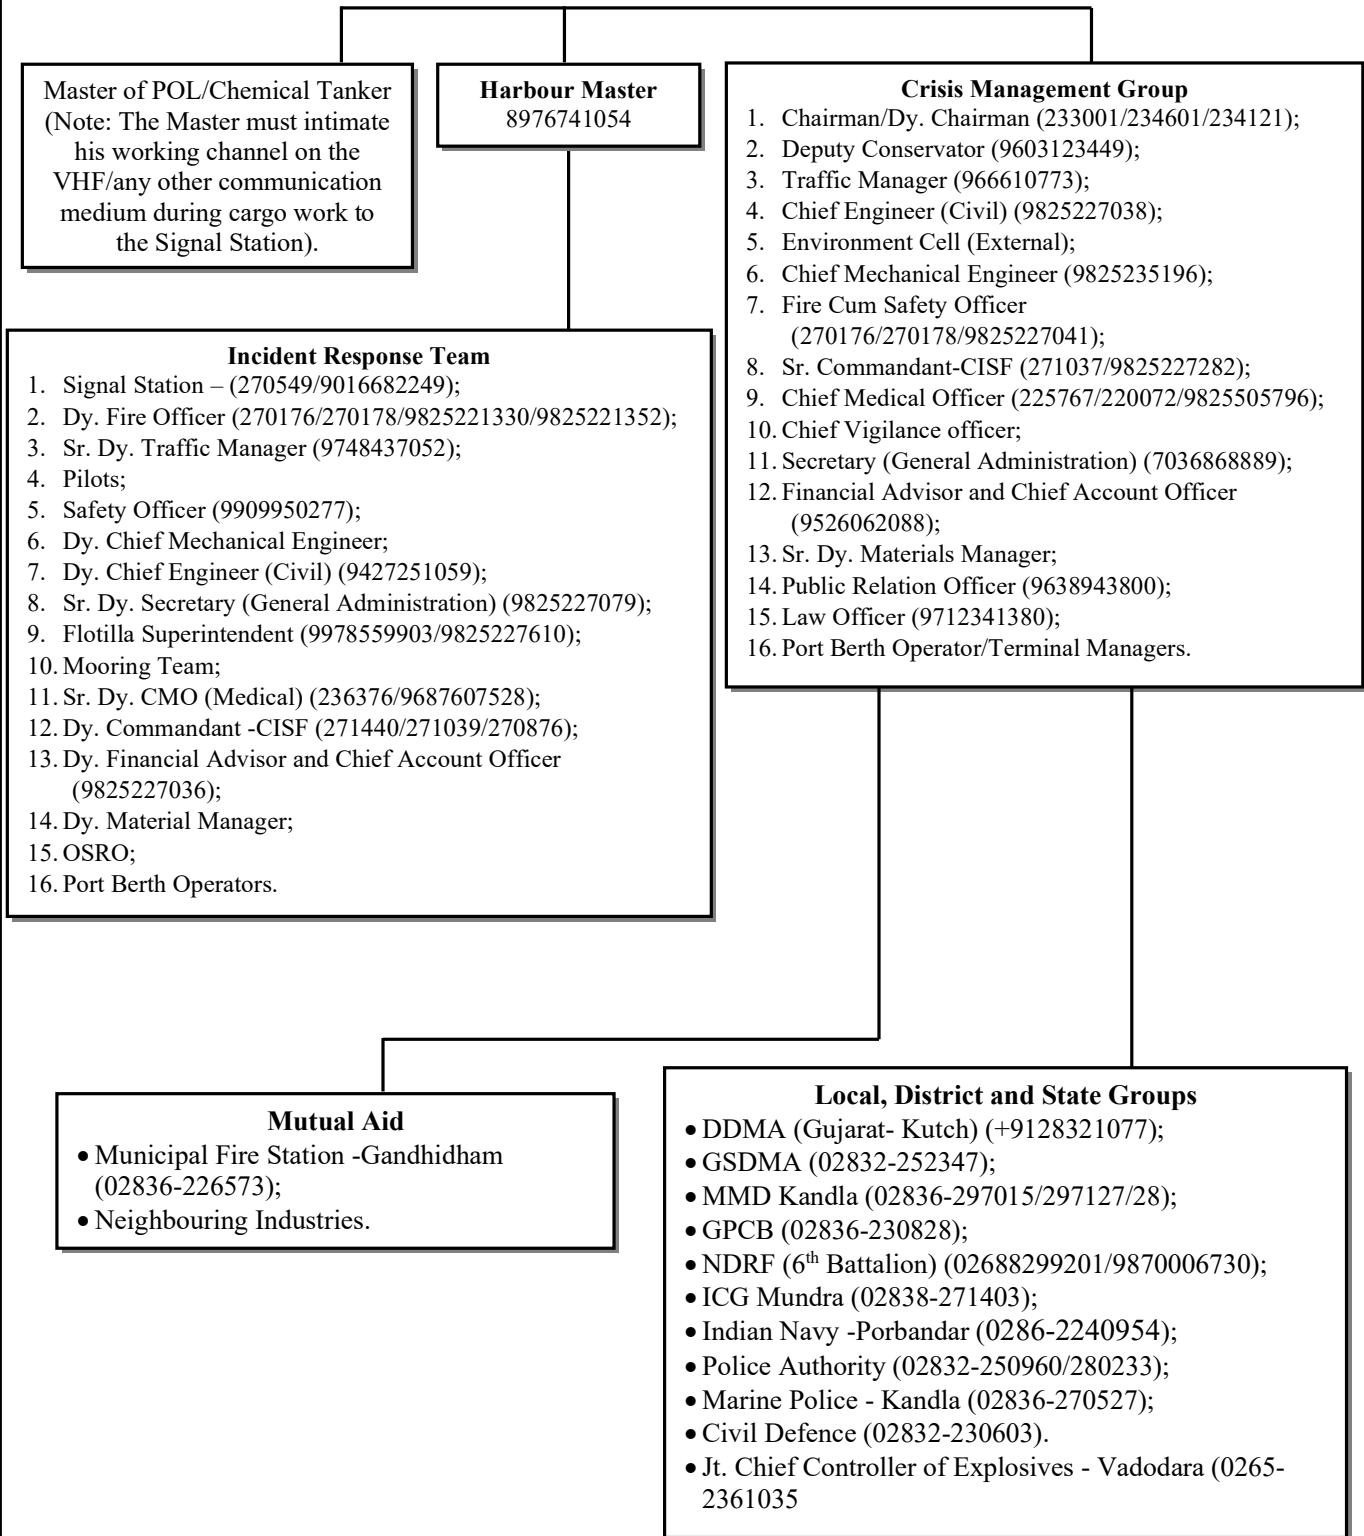 Master of POL/Chemical Tanker
(Note: The Master must intimate
his working channel on the
VHF/any other communication
medium during cargo work to
the Signal Station).
Harbour Master
8976741054
Crisis Management Group
1. Chairman/Dy. Chairman (233001/234601/234121);
2. Deputy Conservator (9603123449);
3. Traffic Manager (966610773);
4. Chief Engineer (Civil) (9825227038);
5. Environment Cell (External);
6. Chief Mechanical Engineer (9825235196);
7. Fire Cum Safety Officer
(270176/270178/9825227041);
8. Sr. Commandant-CISF (271037/9825227282);
9. Chief Medical Officer (225767/220072/9825505796);
10. Chief Vigilance officer;
11. Secretary (General Administration) (7036868889);
12. Financial Advisor and Chief Account Officer
(9526062088);
13. Sr. Dy. Materials Manager;
14. Public Relation Officer (9638943800);
15. Law Officer (9712341380);
16. Port Berth Operator/Terminal Managers.
Incident Response Team
1. Signal Station – (270549/9016682249);
2. Dy. Fire Officer (270176/270178/9825221330/9825221352);
3. Sr. Dy. Traffic Manager (9748437052);
4. Pilots;
5. Safety Officer (9909950277);
6. Dy. Chief Mechanical Engineer;
7. Dy. Chief Engineer (Civil) (9427251059);
8. Sr. Dy. Secretary (General Administration) (9825227079);
9. Flotilla Superintendent (9978559903/9825227610);
10. Mooring Team;
11. Sr. Dy. CMO (Medical) (236376/9687607528);
12. Dy. Commandant -CISF (271440/271039/270876);
13. Dy. Financial Advisor and Chief Account Officer
(9825227036);
14. Dy. Material Manager;
15. OSRO;
16. Port Berth Operators.
Mutual Aid
• Municipal Fire Station -Gandhidham
(02836-226573);
• Neighbouring Industries.
Local, District and State Groups
• DDMA (Gujarat- Kutch) (+9128321077);
• GSDMA (02832-252347);
• MMD Kandla (02836-297015/297127/28);
• GPCB (02836-230828);
• NDRF (6th Battalion) (02688299201/9870006730);
• ICG Mundra (02838-271403);
• Indian Navy -Porbandar (0286-2240954);
• Police Authority (02832-250960/280233);
• Marine Police - Kandla (02836-270527);
• Civil Defence (02832-230603).
• Jt. Chief Controller of Explosives - Vadodara (0265-
2361035